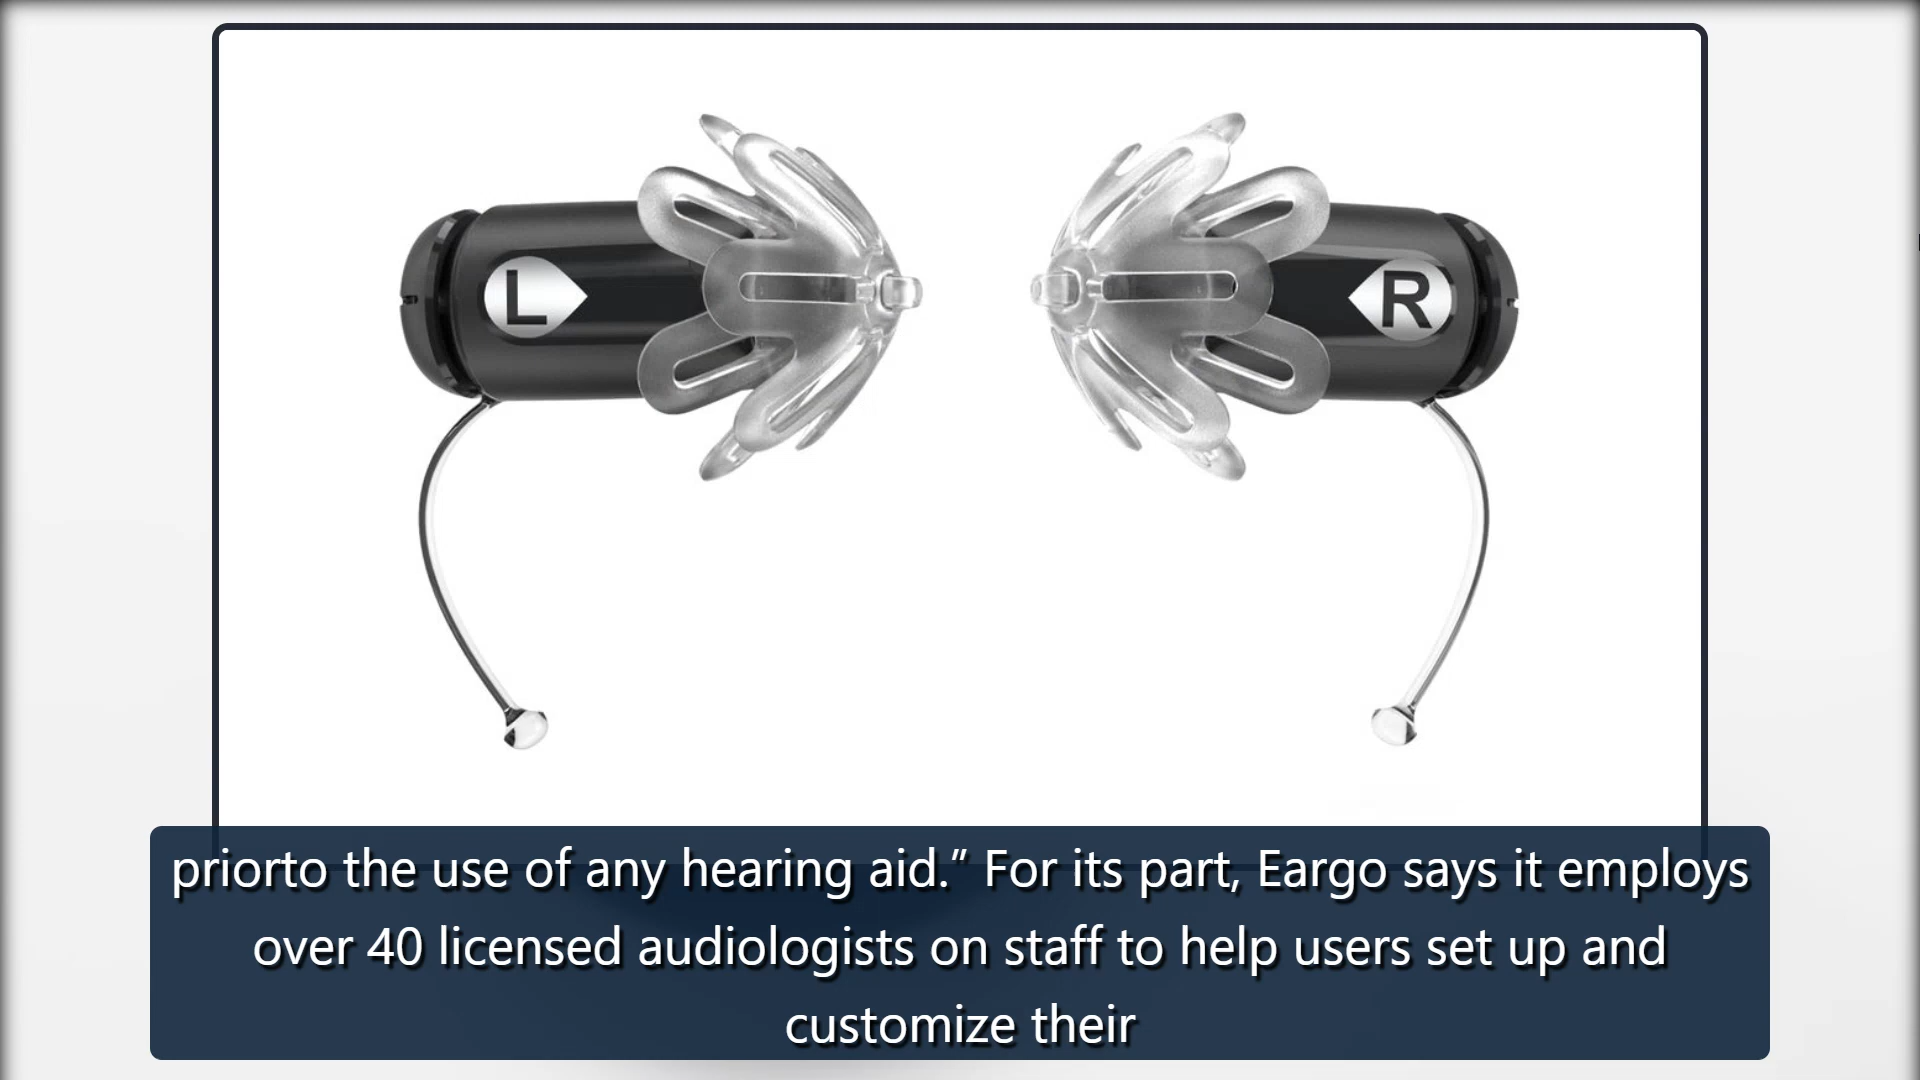 L
R
priorto the use of any hearing aid.” For its part, Eargo says it employs
over 40 licensed audiologists on staff to help users set up and
customize their